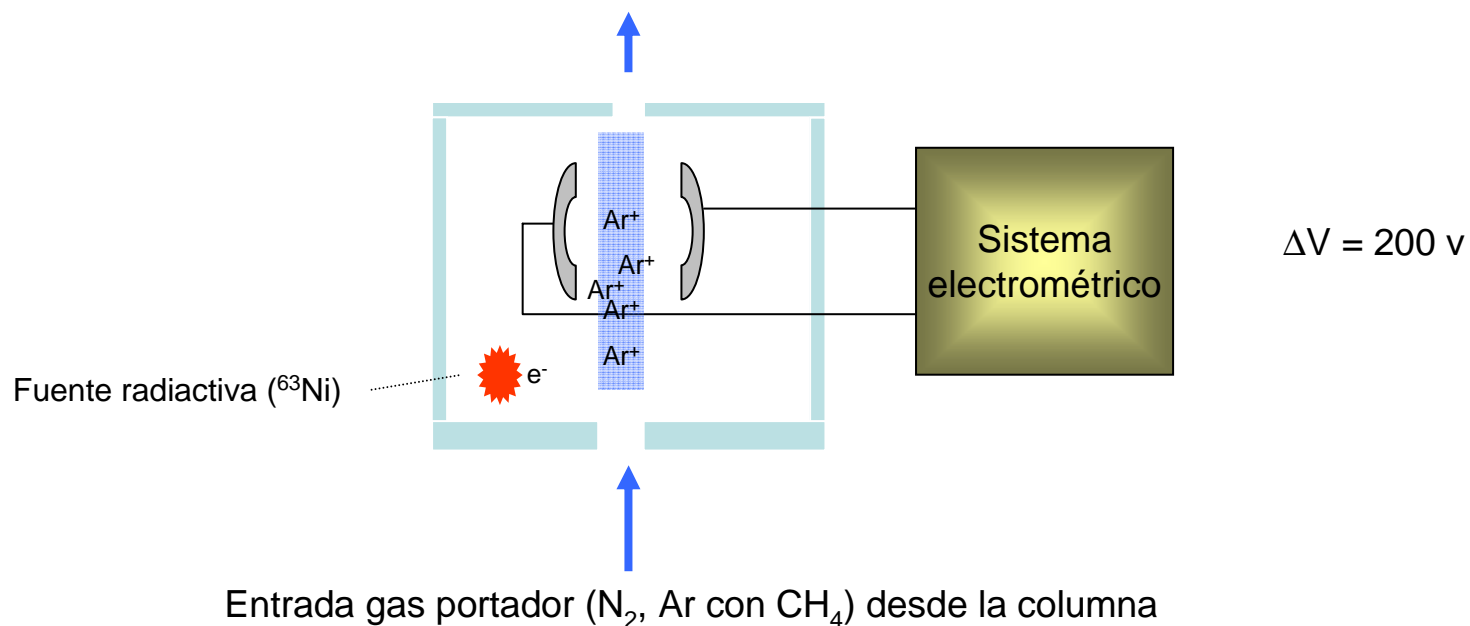 Ar⁺
Ar⁺
Ar⁺
Ar⁺
Ar⁺
e⁻
Fuente radiactiva (⁶³Ni)
Sistema
electrométrico
ΔV = 200 v
Entrada gas portador (N₂, Ar con CH₄) desde la columna